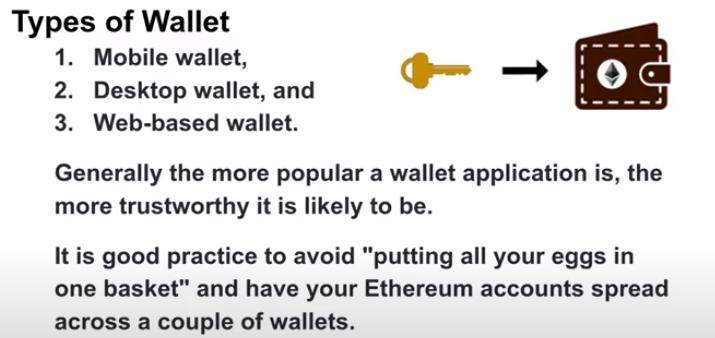 Types of Wallet
1. Mobile wallet,
2. Desktop wallet, and
3. Web-based wallet.
Generally the more popular a wallet application is, the
more trustworthy it is likely to be.
It is good practice to avoid "putting all your eggs in
one basket" and have your Ethereum accounts spread
across a couple of wallets.